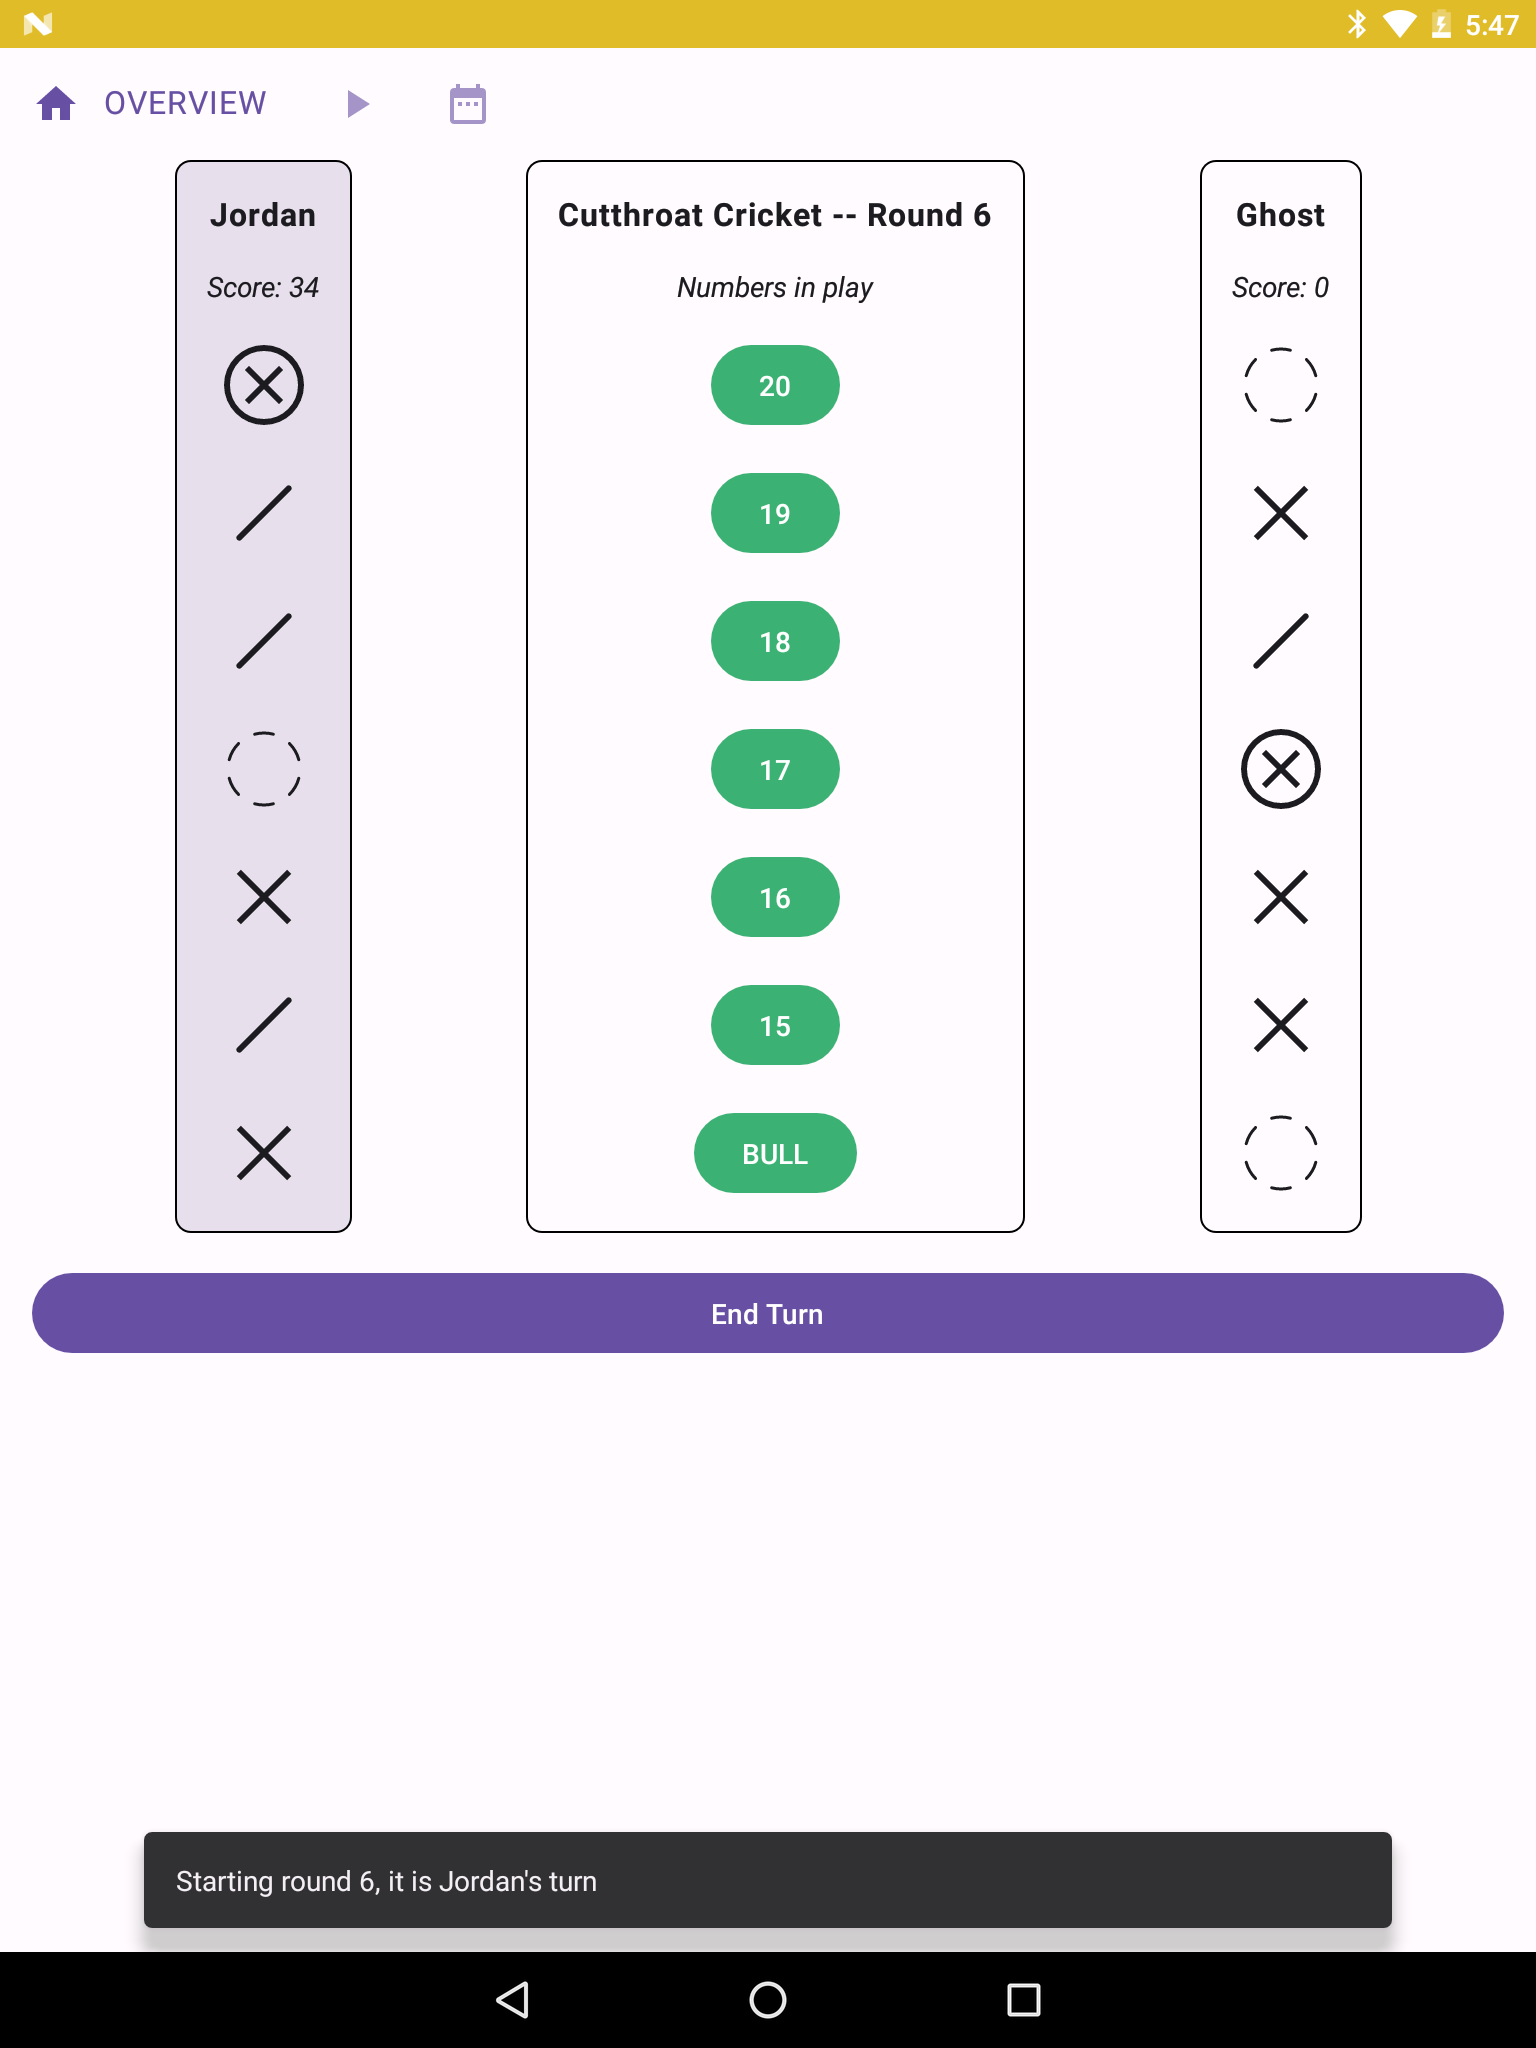 5:47
OVERVIEW
Jordan
Score: 34
Cutthroat Cricket -- Round 6
Numbers in play
20
19
18
17
16
15
BULL
Ghost
Score: 0
End Turn
Starting round 6, it is Jordan's turn